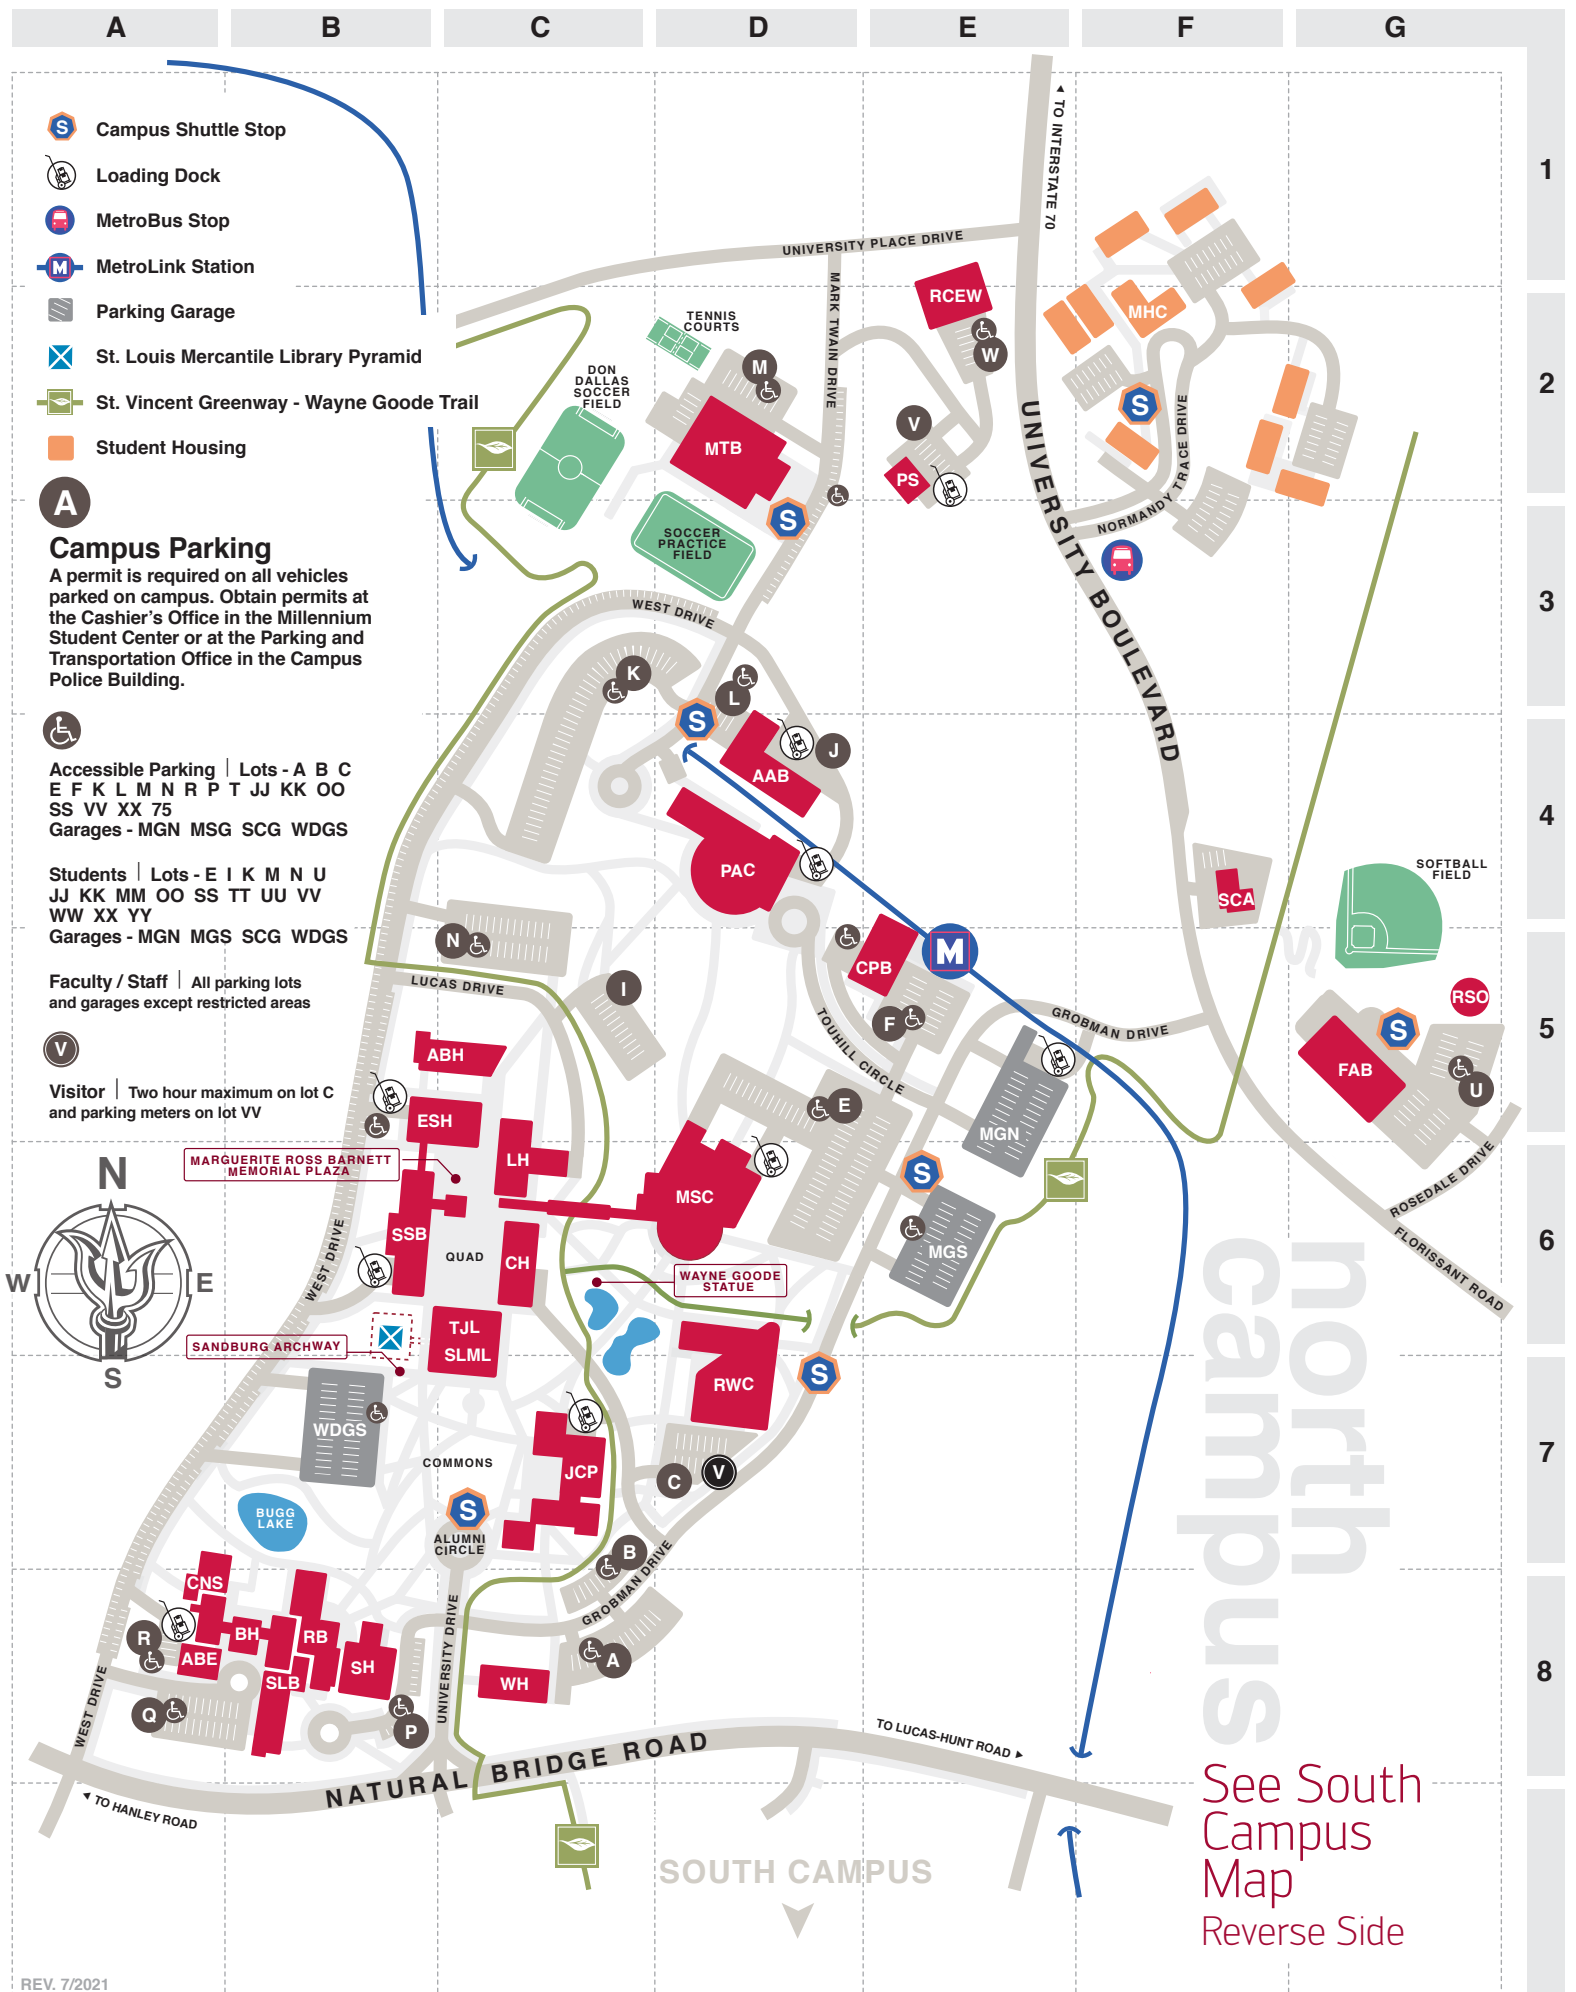 A B C D E F G
1
2
3
4
5
6
7
8
S Campus Shuttle Stop
Loading Dock
MetroBus Stop
M MetroLink Station
Parking Garage
St. Louis Mercantile Library Pyramid
St. Vincent Greenway - Wayne Goode Trail
Student Housing
A
Campus Parking
A permit is required on all vehicles
parked on campus. Obtain permits at
the Cashier's Office in the Millennium
Student Center or at the Parking and
Transportation Office in the Campus
Police Building.
Accessible Parking | Lots - A B C
E F K L M N R P T JJ KK OO
SS VV XX 75
Garages - MGN MSG SCG WDGS
Students | Lots - E I K M N U
JJ KK MM OO SS TT UU VV
WW XX YY
Garages - MGN MGS SCG WDGS
Faculty / Staff | All parking lots
and garages except restricted areas
V
Visitor | Two hour maximum on lot C
and parking meters on lot VV
N
W E
S
◄ TO INTERSTATE 70
UNIVERSITY PLACE DRIVE
MARK TWAIN DRIVE
RCEW
W
MHC
S
TENNIS
COURTS
DON
DALLAS
SOCCER
FIELD
M
MTB
V
PS
S
SOCCER
PRACTICE
FIELD
UNIVERSITY BOULEVARD
NORMANDY TRACE DRIVE
WEST DRIVE
K
L
S
J
AAB
PAC
SCA
SOFTBALL
FIELD
N
LUCAS DRIVE
I
CPB
M
F
TOUHILL CIRCLE
GROBMAN DRIVE
RSO
S
FAB
U
ABH
ESH
LH
E
MGN
MARGUERITE ROSS BARNETT
MEMORIAL PLAZA
MSC
S
ROSEDALE DRIVE
SSB
QUAD
CH
MGS
FLORISSANT ROAD
WEST DRIVE
WAYNE GOODE
STATUE
TJL
SLML
SANDBURG ARCHWAY
RWC
S
WDGS
COMMONS
JCP
C
V
BUGG
LAKE
S
ALUMNI
CIRCLE
B
GROBMAN DRIVE
CNS
R
BH
RB
ABE
SLB
SH
UNIVERSITY DRIVE
WH
A
Q
P
WEST DRIVE
NATURAL BRIDGE ROAD
TO LUCAS-HUNT ROAD ►
◄ TO HANLEY ROAD
north
campus
See South
Campus
Map
Reverse Side
SOUTH CAMPUS
REV. 7/2021